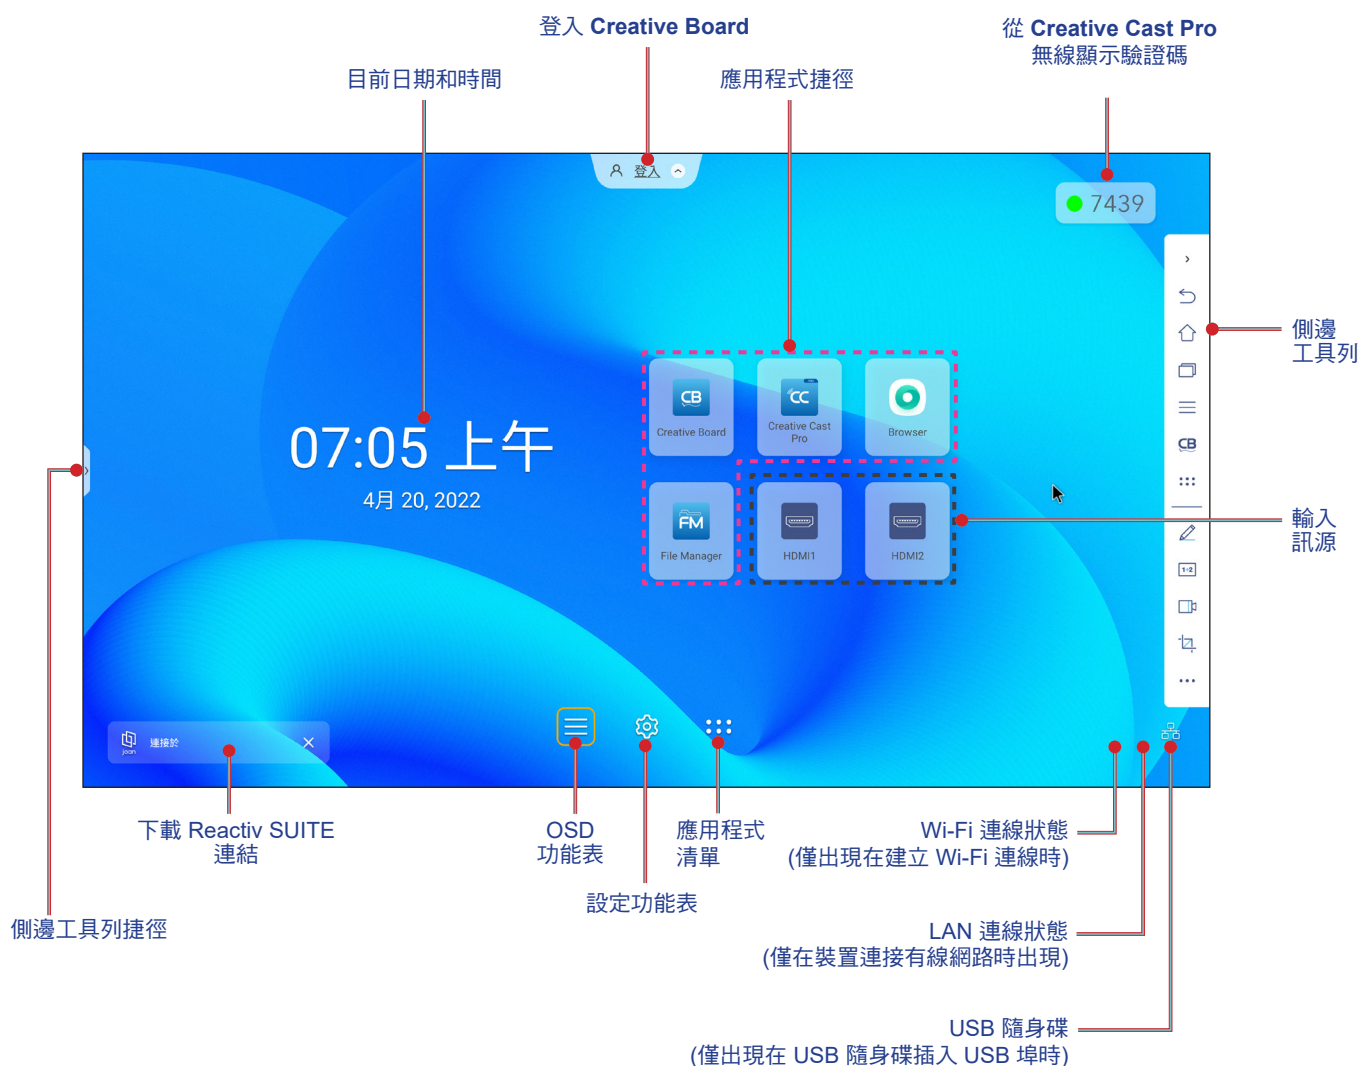 登入 Creative Board
從 Creative Cast Pro
無線顯示驗證碼
目前日期和時間
應用程式捷徑
登入
7439
側邊
工具列
CB
Creative Board
CC
Creative Cast
Pro
Browser
07:05 上午
4月 20, 2022
CB
FM
File Manager
HDMI1
HDMI2
輸入
訊源
1÷2
joan
連接於
下載 Reactiv SUITE
連結
OSD
功能表
應用程式
清單
設定功能表
Wi-Fi 連線狀態
(僅出現在建立 Wi-Fi 連線時)
側邊工具列捷徑
LAN 連線狀態
(僅在裝置連接有線網路時出現)
USB 隨身碟
(僅出現在 USB 隨身碟插入 USB 埠時)